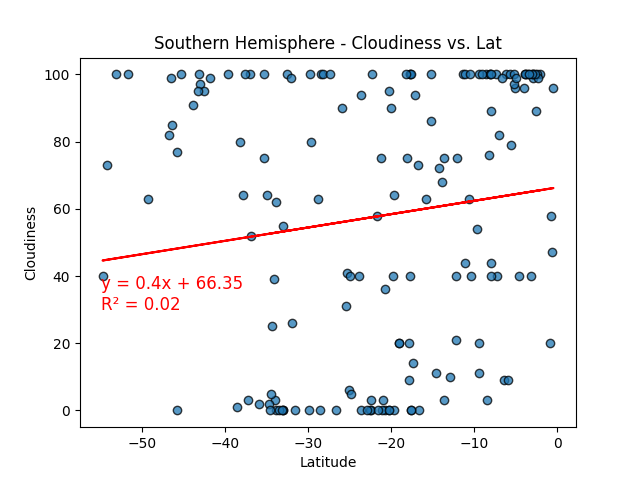 Southern Hemisphere - Cloudiness vs. Lat
Cloudiness
100
80
60
40
20
0
y = 0.4x + 66.35
R² = 0.02
−50
−40
−30
−20
−10
0
Latitude